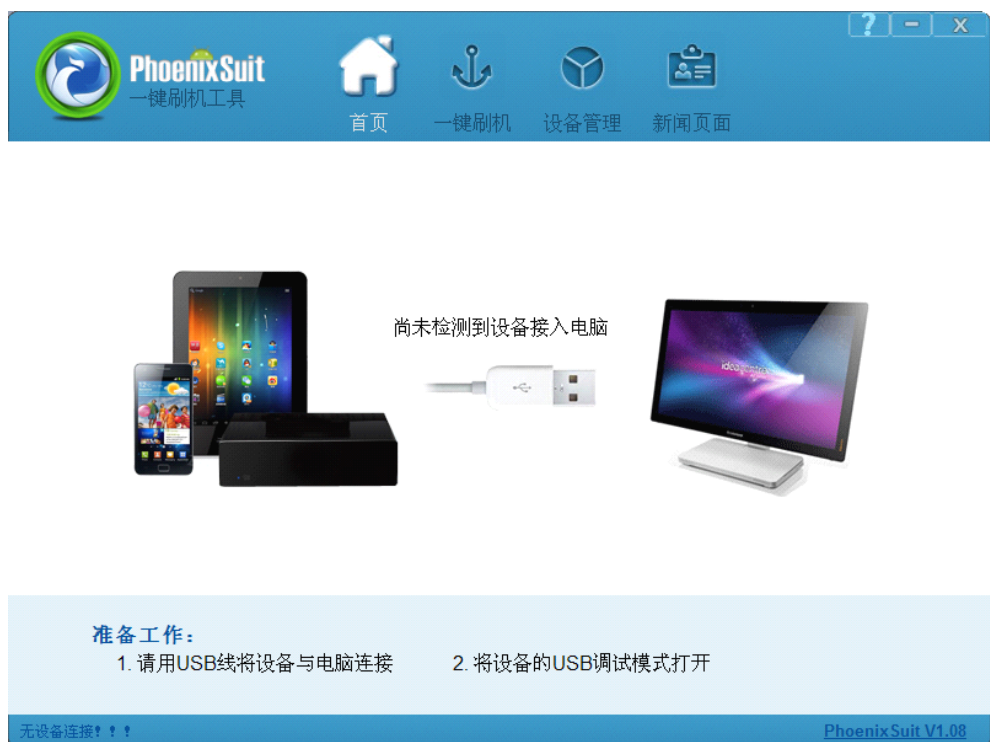 ? — X
PhoenixSuit
一键刷机工具
首页 一键刷机 设备管理 新闻页面
尚未检测到设备接入电脑
准备工作:
1. 请用USB线将设备与电脑连接 2. 将设备的USB调试模式打开
无设备连接!!! PhoenixSuit V1.08